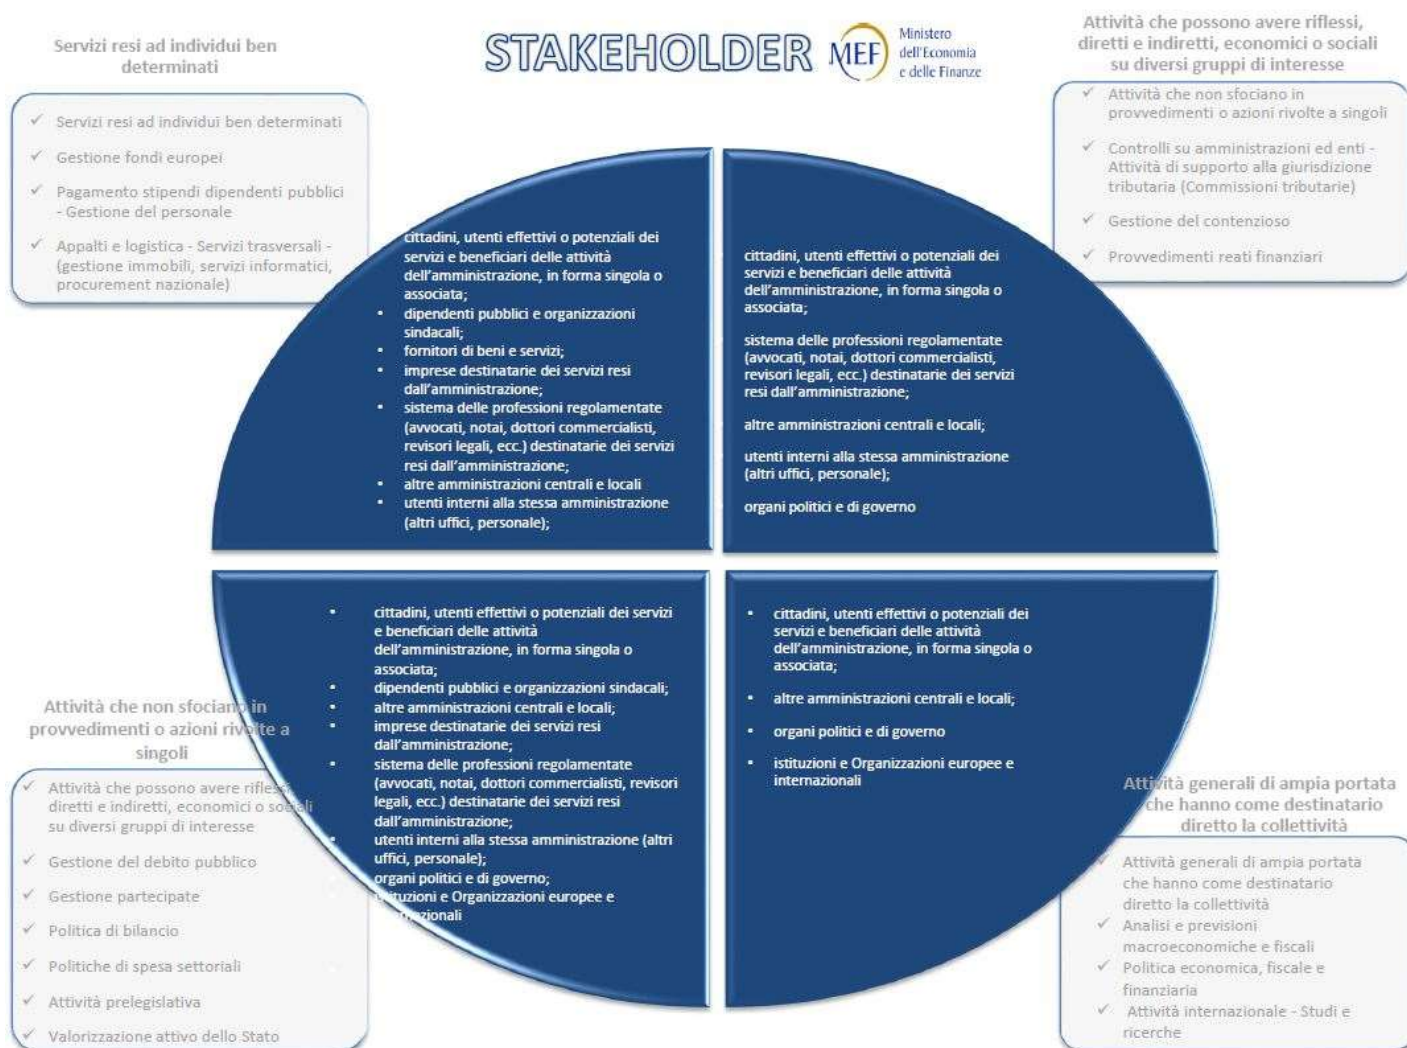 STAKEHOLDER
MEF
Ministero
dell'Economia
e delle Finanze
Servizi resi ad individui ben
determinati
✓ Servizi resi ad individui ben determinati
✓ Gestione fondi europei
✓ Pagamento stipendi dipendenti pubblici
- Gestione del personale
✓ Appalti e logistica - Servizi trasversali -
(gestione immobili, servizi informatici,
procurement nazionale)
Attività che possono avere riflessi,
diretti e indiretti, economici o sociali
su diversi gruppi di interesse
✓ Attività che non sfociano in
provvedimenti o azioni rivolte a singoli
✓ Controlli su amministrazioni ed enti -
Attività di supporto alla giurisdizione
tributaria (Commissioni tributarie)
✓ Gestione del contenzioso
✓ Provvedimenti reati finanziari
cittadini, utenti effettivi o potenziali dei
servizi e beneficiari delle attività
dell'amministrazione, in forma singola o
associata;
• dipendenti pubblici e organizzazioni
sindacali;
• fornitori di beni e servizi;
• imprese destinatarie dei servizi resi
dall'amministrazione;
• sistema delle professioni regolamentate
(avvocati, notai, dottori commercialisti,
revisori legali, ecc.) destinatarie dei servizi
resi dall'amministrazione;
• altre amministrazioni centrali e locali
• utenti interni alla stessa amministrazione
(altri uffici, personale);
cittadini, utenti effettivi o potenziali dei
servizi e beneficiari delle attività
dell'amministrazione, in forma singola o
associata;
sistema delle professioni regolamentate
(avvocati, notai, dottori commercialisti,
revisori legali, ecc.) destinatarie dei servizi
resi dall'amministrazione;
altre amministrazioni centrali e locali;
utenti interni alla stessa amministrazione
(altri uffici, personale);
organi politici e di governo
• cittadini, utenti effettivi o potenziali dei servizi
e beneficiari delle attività
dell'amministrazione, in forma singola o
associata;
• dipendenti pubblici e organizzazioni sindacali;
• altre amministrazioni centrali e locali;
• imprese destinatarie dei servizi resi
dall'amministrazione;
• sistema delle professioni regolamentate
(avvocati, notai, dottori commercialisti, revisori
legali, ecc.) destinatarie dei servizi resi
dall'amministrazione;
• utenti interni alla stessa amministrazione (altri
uffici, personale);
organi politici e di governo;
e Organizzazioni europee e
• cittadini, utenti effettivi o potenziali dei
servizi e beneficiari delle attività
dell'amministrazione, in forma singola o
associata;
• altre amministrazioni centrali e locali;
• organi politici e di governo
• istituzioni e Organizzazioni europee e
internazionali
Attività che non sfociano in
provvedimenti o azioni rivolte a
singoli
✓ Attività che possono avere riflessi,
diretti e indiretti, economici o sociali
su diversi gruppi di interesse
✓ Gestione del debito pubblico
✓ Gestione partecipate
✓ Politica di bilancio
✓ Politiche di spesa settoriali
✓ Attività prelegislativa
✓ Valorizzazione attivo dello Stato
Attività generali di ampia portata
che hanno come destinatario
diretto la collettività
✓ Attività generali di ampia portata
che hanno come destinatario
diretto la collettività
✓ Analisi e previsioni
macroeconomiche e fiscali
✓ Politica economica, fiscale e
finanziaria
✓ Attività internazionale - Studi e
ricerche